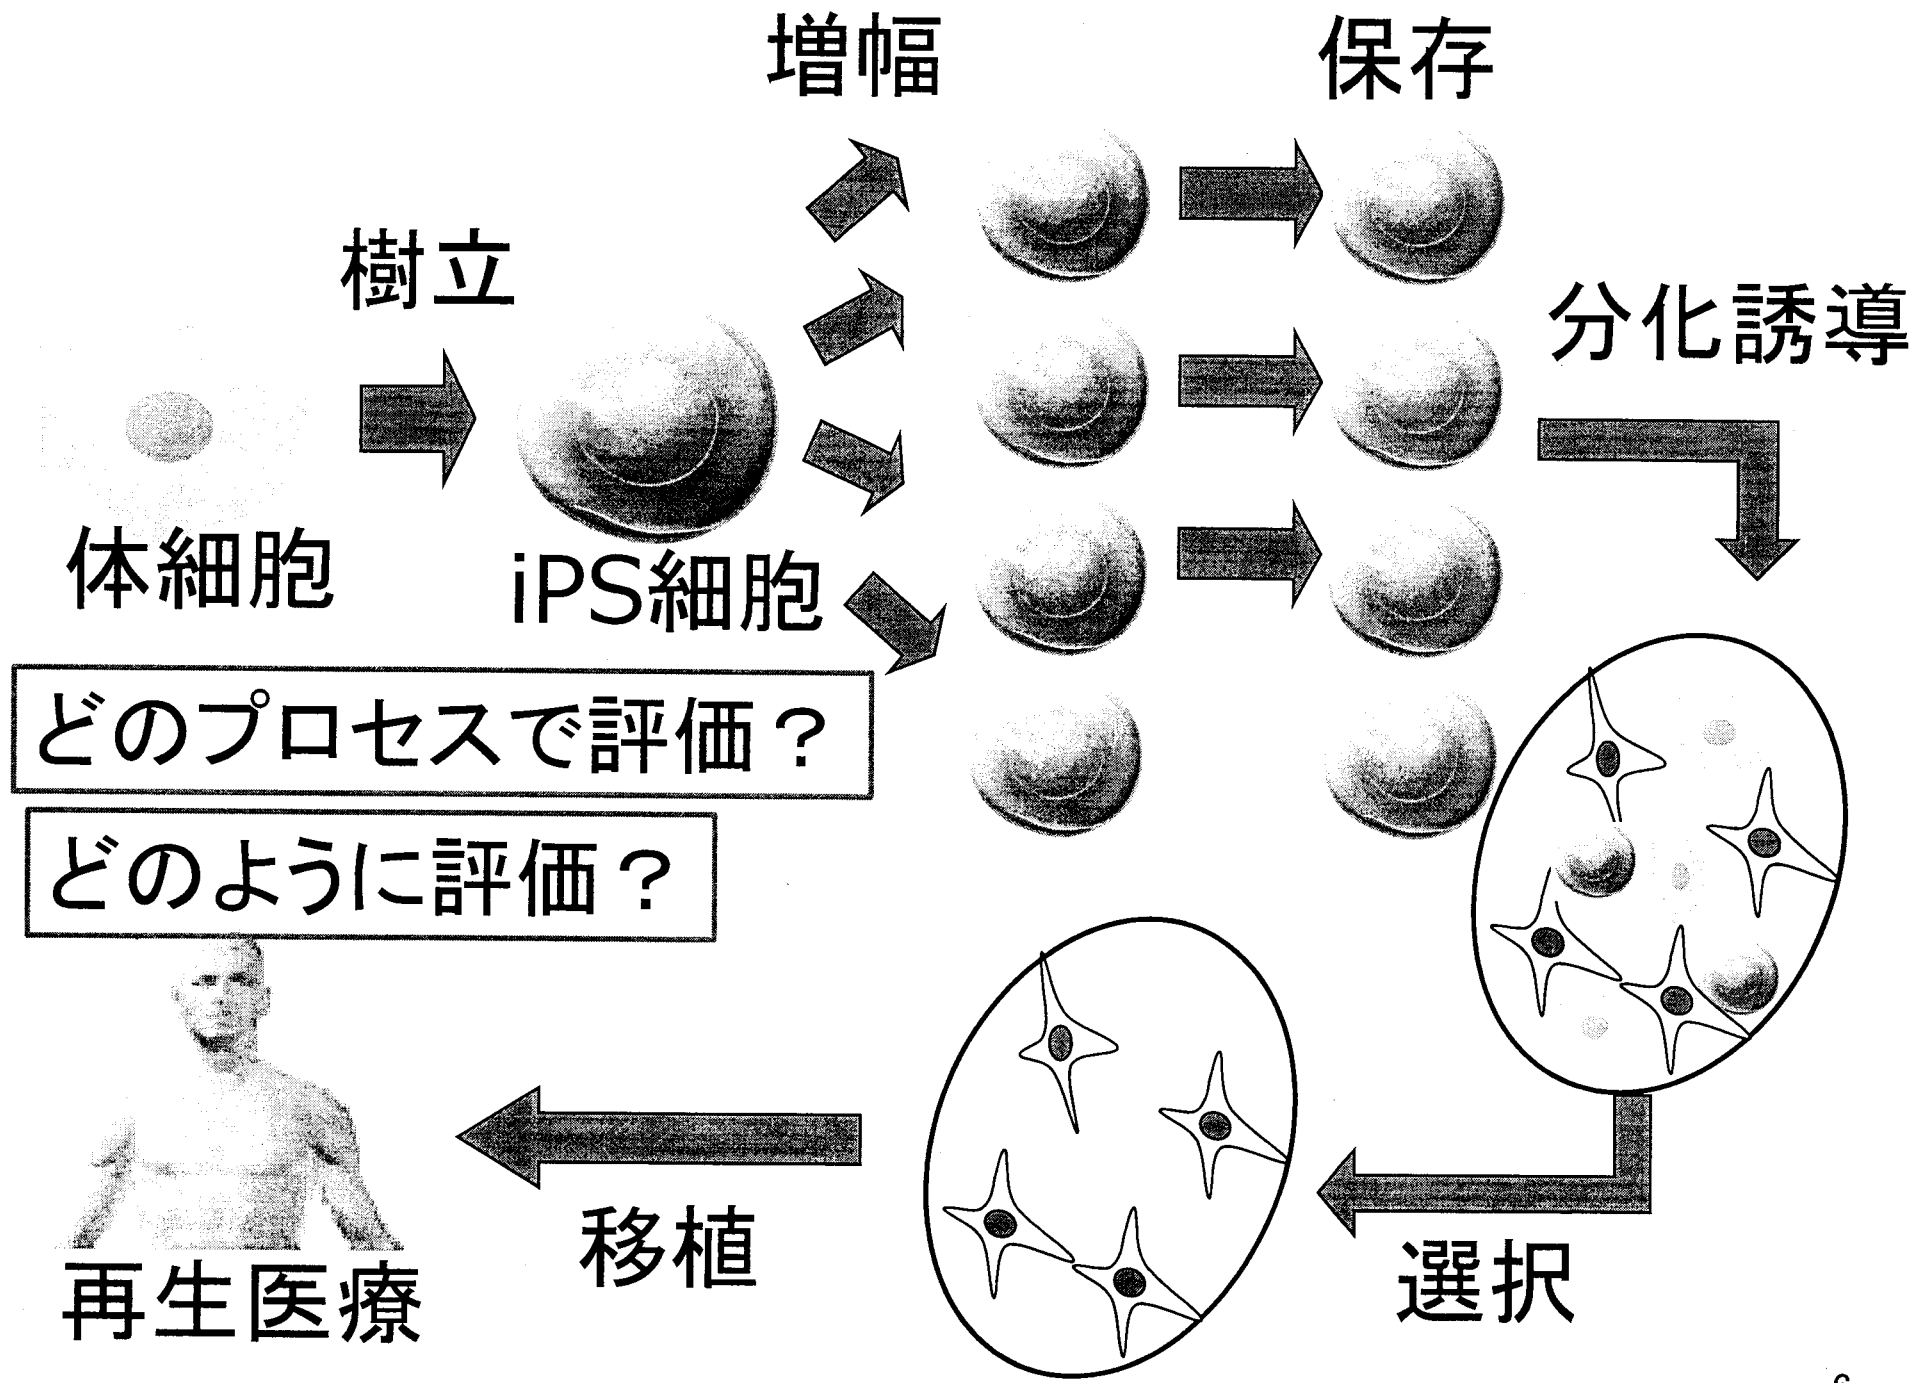 増幅
保存
樹立
分化誘導
体細胞
iPS細胞
どのプロセスで評価？
どのように評価？
移植
選択
再生医療